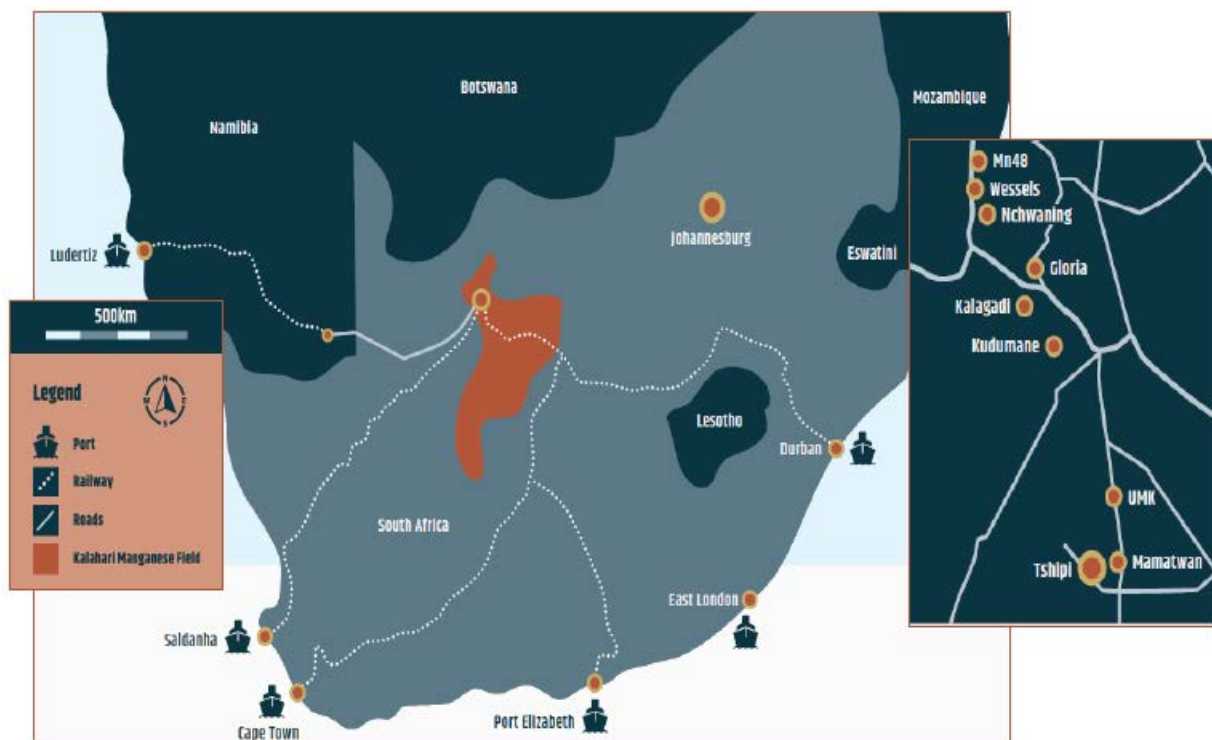 Botswana
Mozambique
Namibia
Mn48
Wessels
Nchwaning
Johannesburg
Ludertiz
Eswatini
Gloria
500km
Kalagadi
Kudumane
Legend
N
W
E
S
Port
Lesotho
Durban
Railway
UMK
Roads
South Africa
Kalahari Manganese Field
Tshipi
Mamatwan
East London
Saldanha
Port Elizabeth
Cape Town